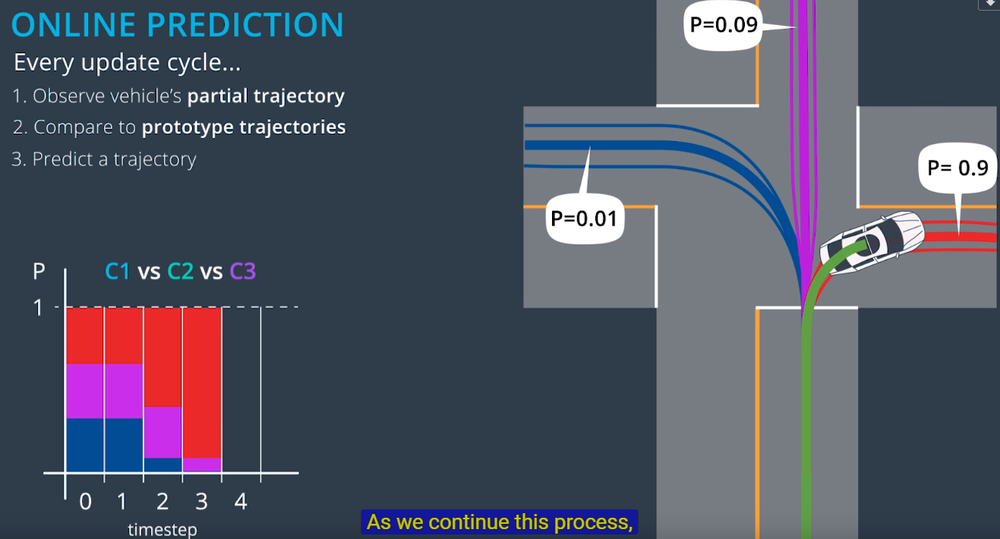 ONLINE PREDICTION
Every update cycle...
1. Observe vehicle's partial trajectory
2. Compare to prototype trajectories
3. Predict a trajectory
P=0.09
P= 0.9
P=0.01
P
C1 vs C2 vs C3
1
0 1 2 3 4
timestep
As we continue this process,